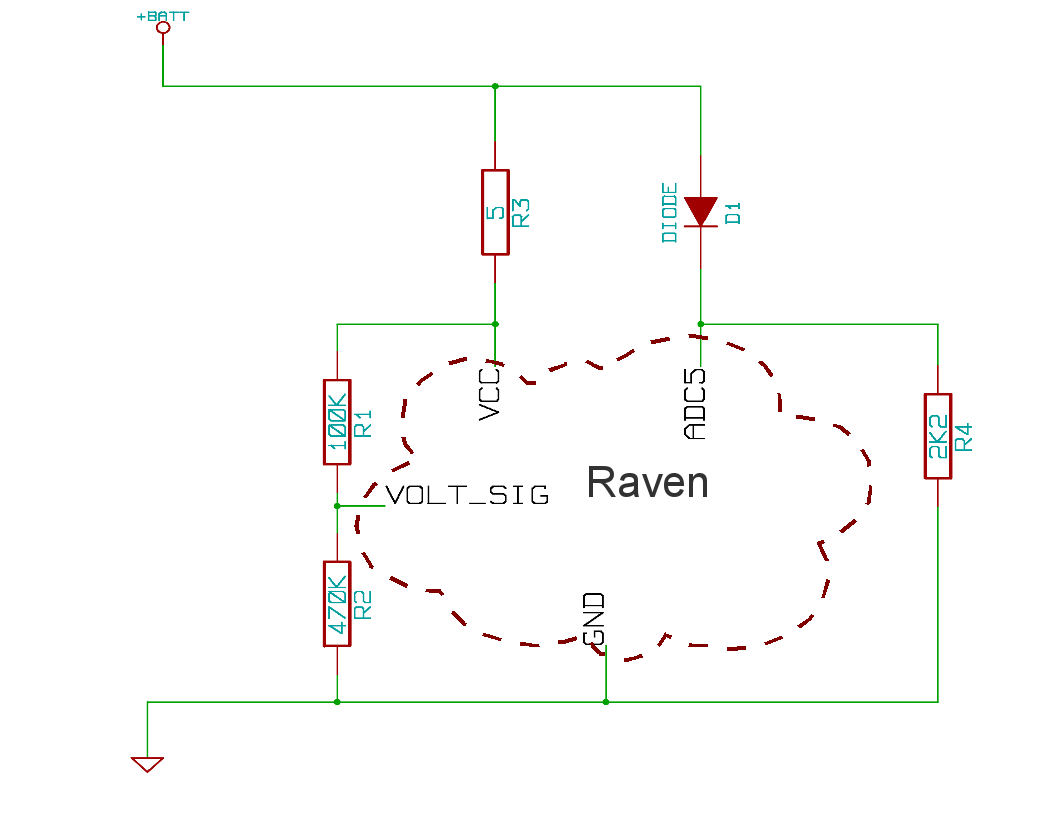 +BATT
5
R3
DIODE
D1
VCC
ADC5
100K
R1
2K2
R4
VOLT_SIG
Raven
470K
R2
GND